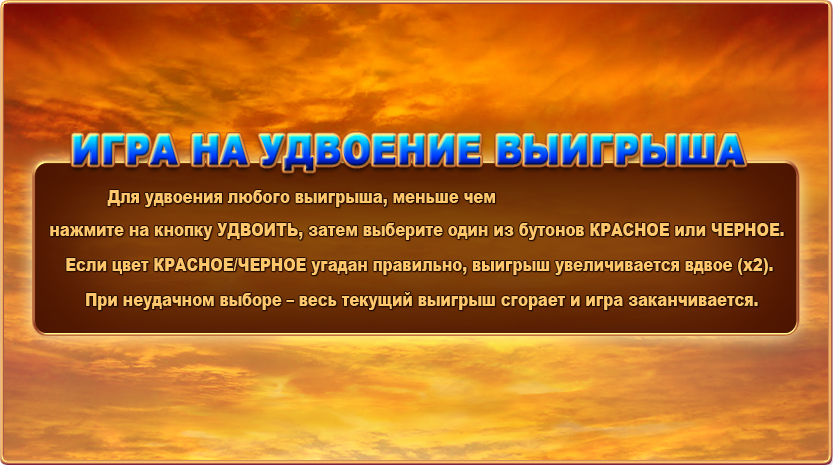 ИГРА НА УДВОЕНИЕ ВЫИГРЫША
Для удвоения любого выигрыша, меньше чем
нажмите на кнопку УДВОИТЬ, затем выберите один из бутонов КРАСНОЕ или ЧЕРНОЕ.
Если цвет КРАСНОЕ/ЧЕРНОЕ угадан правильно, выигрыш увеличивается вдвое (x2).
При неудачном выборе – весь текущий выигрыш сгорает и игра заканчивается.